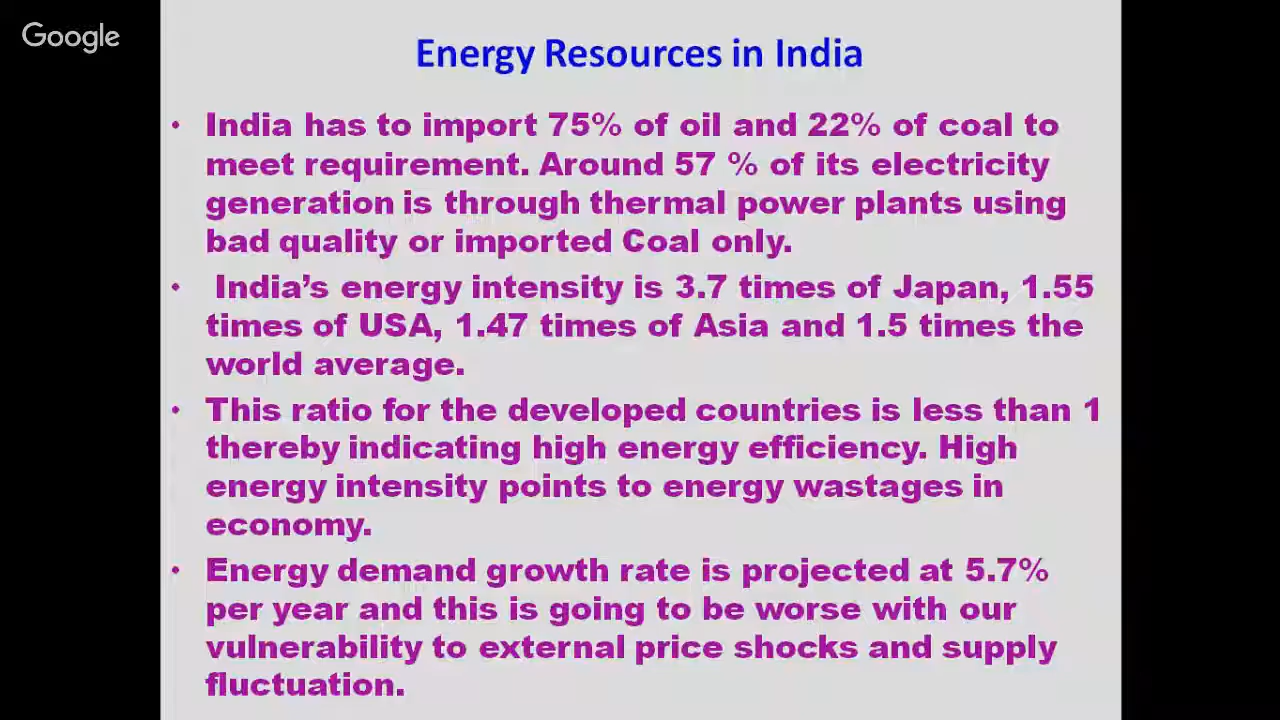 Google
Energy Resources in India
• India has to import 75% of oil and 22% of coal to
meet requirement. Around 57 % of its electricity
generation is through thermal power plants using
bad quality or imported Coal only.
• India’s energy intensity is 3.7 times of Japan, 1.55
times of USA, 1.47 times of Asia and 1.5 times the
world average.
• This ratio for the developed countries is less than 1
thereby indicating high energy efficiency. High
energy intensity points to energy wastages in
economy.
• Energy demand growth rate is projected at 5.7%
per year and this is going to be worse with our
vulnerability to external price shocks and supply
fluctuation.